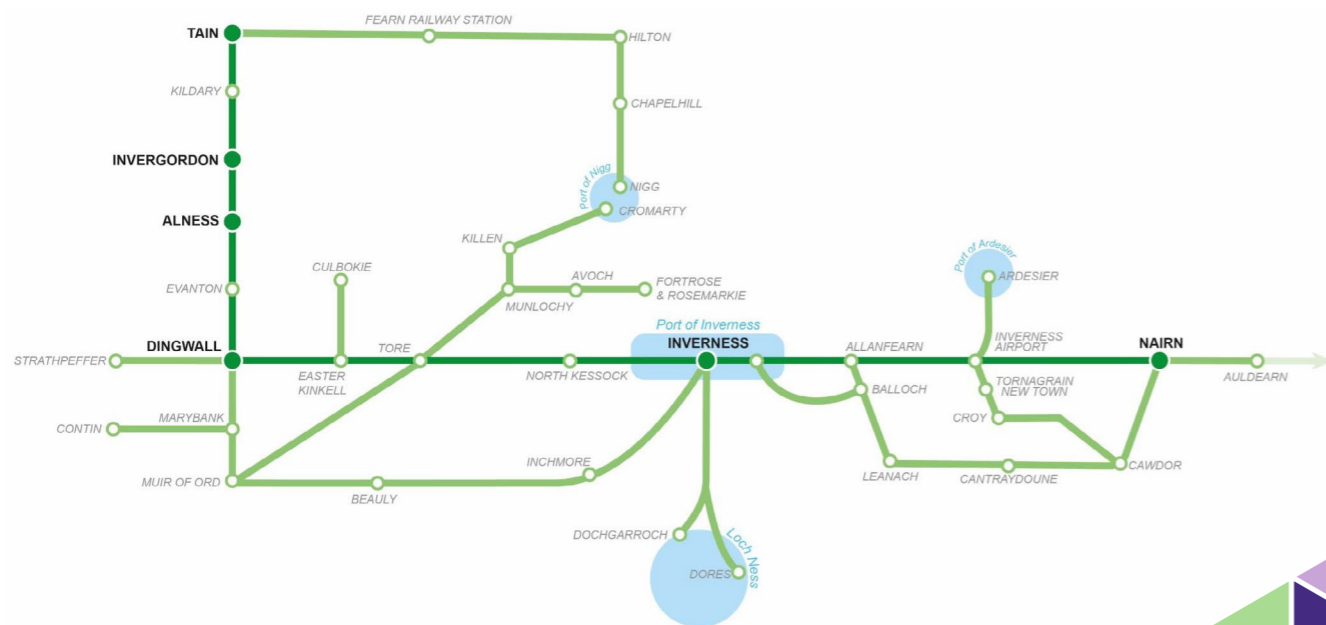 FEARN RAILWAY STATION
TAIN
HILTON
KILDARY
CHAPELHILL
INVERGORDON
Port of Nigg
NIGG
CROMARTY
ALNESS
KILLEN
CULBOKIE
AVOCH
FORTROSE
& ROSEMARKIE
MUNLOCHY
EVANTON
Port of Ardesier
ARDESIER
Port of Inverness
INVERNESS
DINGWALL
STRATHPEFFER
EASTER
KINKELL
TORE
NORTH KESSOCK
ALLANFEARN
INVERNESS
AIRPORT
NAIRN
AULDEARN
BALLOCH
TORNAGRAIN
NEW TOWN
CROY
MARYBANK
CONTIN
MUIR OF ORD
BEAULY
INCHMORE
LEANACH
CANTRAYDOUNE
CAWDOR
DOCHGARROCH
DORES
Loch Ness